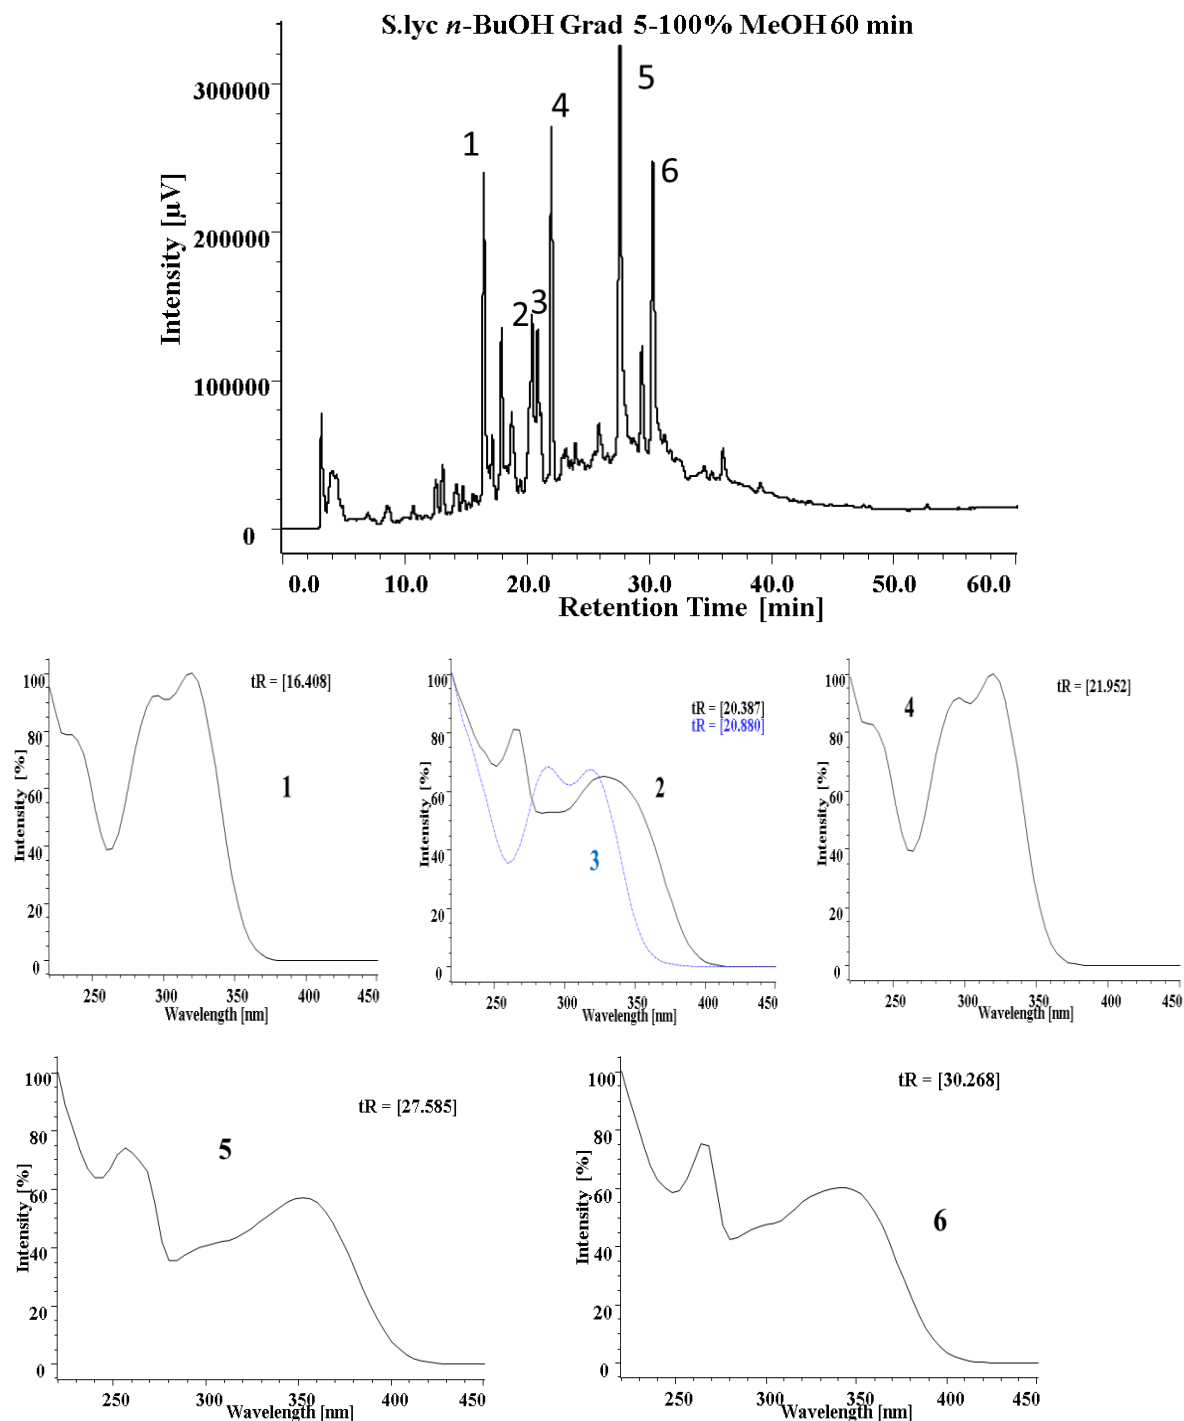 S.lyc n-BuOH Grad 5-100% MeOH 60 min
Intensity [µV]
300000
200000
100000
0
1
2
3
4
5
6
0.0 10.0 20.0 30.0 40.0 50.0 60.0
Retention Time [min]
tR = [16.408]
1
Intensity [%]
100
80
60
40
20
0
250 300 350 400 450
Wavelength [nm]
tR = [20.387]
tR = [20.880]
2
3
Intensity [%]
100
80
60
40
20
0
250 300 350 400 450
Wavelength [nm]
tR = [21.952]
4
Intensity [%]
100
80
60
40
20
0
250 300 350 400 450
Wavelength [nm]
tR = [27.585]
5
Intensity [%]
100
80
60
40
20
0
250 300 350 400 450
Wavelength [nm]
tR = [30.268]
6
Intensity [%]
100
80
60
40
20
0
250 300 350 400 450
Wavelength [nm]